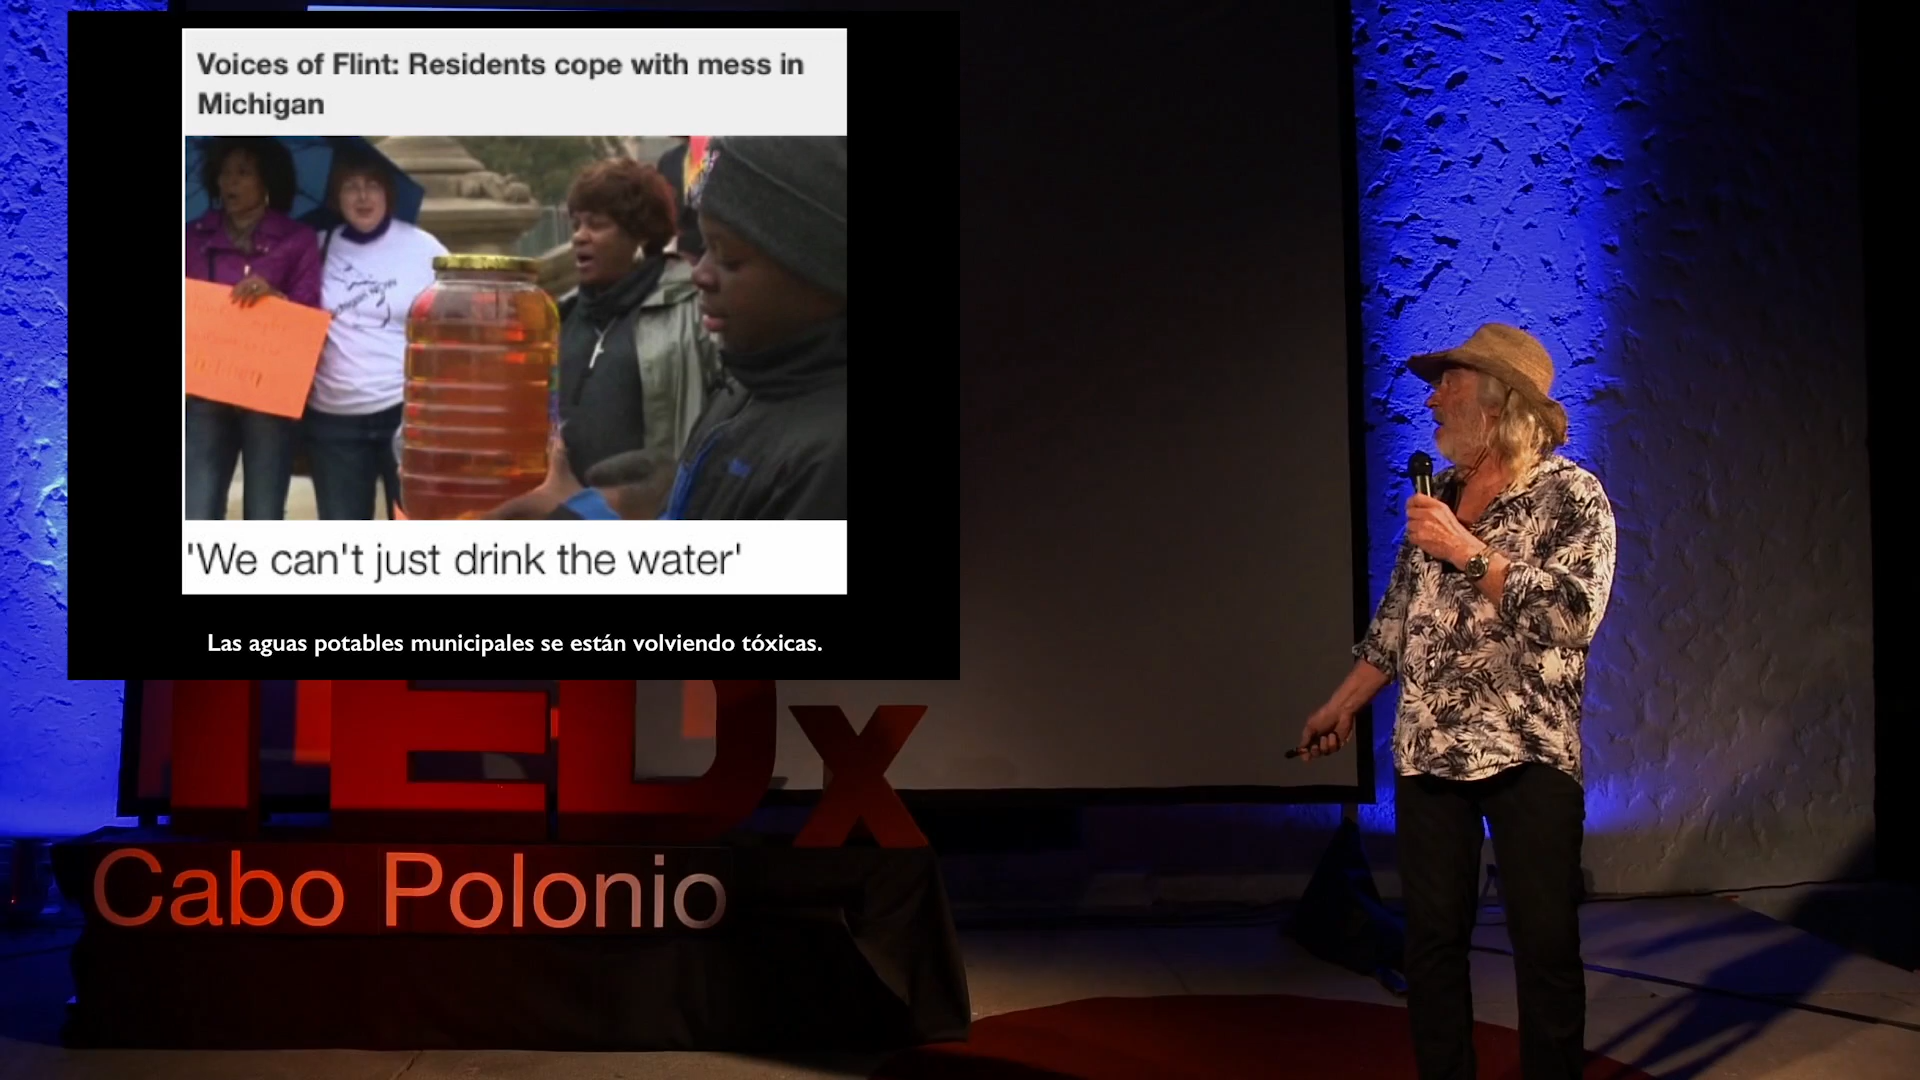 Voices of Flint: Residents cope with mess in
Michigan
'We can't just drink the water'
Las aguas potables municipales se están volviendo tóxicas.
TEDx
Cabo Polonio